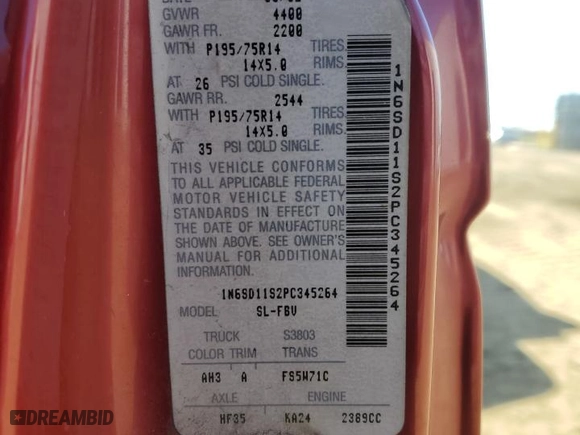 GVWR 4400
GAWR FR. 2200
WITH P195/75R14 TIRES.
14X5.0 RIMS.
AT 26 PSI COLD SINGLE.
GAWR RR. 2544
WITH P195/75R14 TIRES.
14X5.0 RIMS.
AT 35 PSI COLD SINGLE.
THIS VEHICLE CONFORMS
TO ALL APPLICABLE FEDERAL
MOTOR VEHICLE SAFETY
STANDARDS IN EFFECT ON
THE DATE OF MANUFACTURE
SHOWN ABOVE. SEE OWNER'S
MANUAL FOR ADDITIONAL
INFORMATION.
1N6SD11S2PC345264
MODEL SL-FBV
TRUCK S3803
COLOR TRIM TRANS
AH3 A FS5W71C
AXLE ENGINE
HF35 KA24 2389CC
1N6SD11S2PC345264
DREAMBID